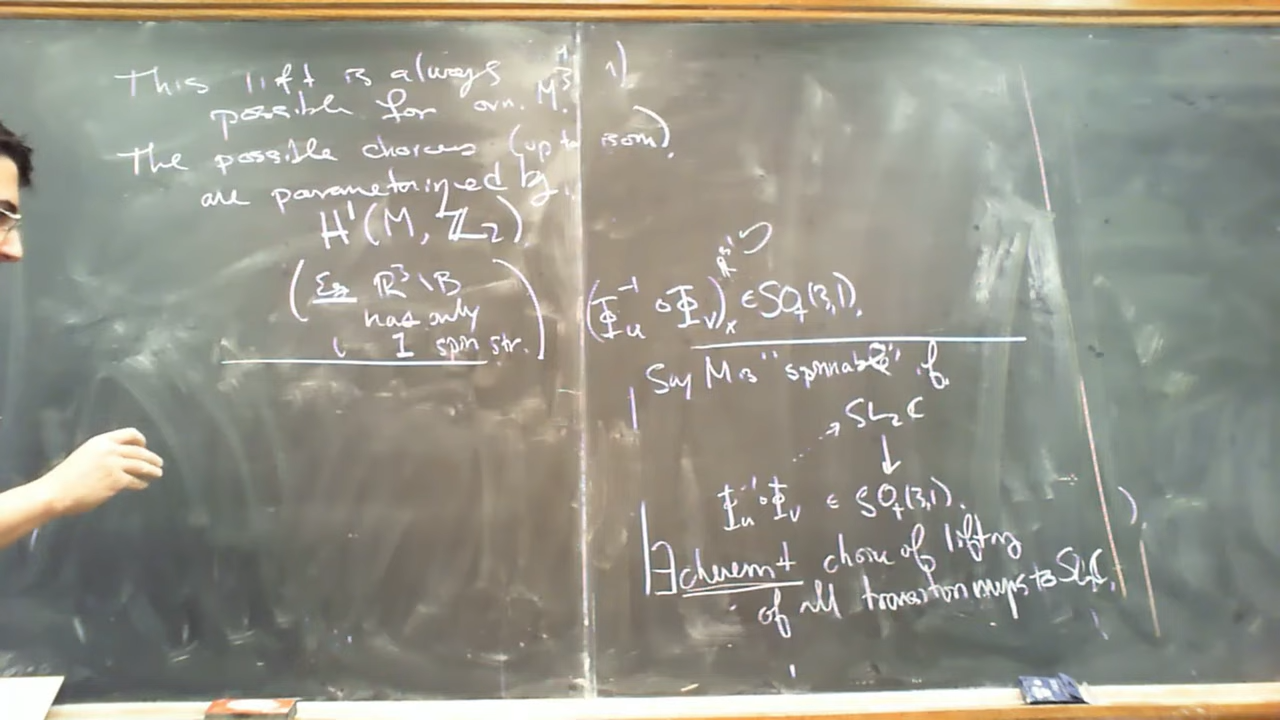 This lift is always
possible for ori. M³.
The possible choices (up to isom)
are parametrized by
H¹(M, ℤ₂)
(Eg ℝ³ \ B
has only
1 spin str.)
(Φ_u⁻¹ ∘ Φ_v)_x ∈ SO₊(3,1).
Say M is "spinnable" if
SL₂C
↓
Φ_u⁻¹∘Φ_v ∈ SO₊(3,1).
∃ coherent choice of lifting
of all transition maps to SL₂C.